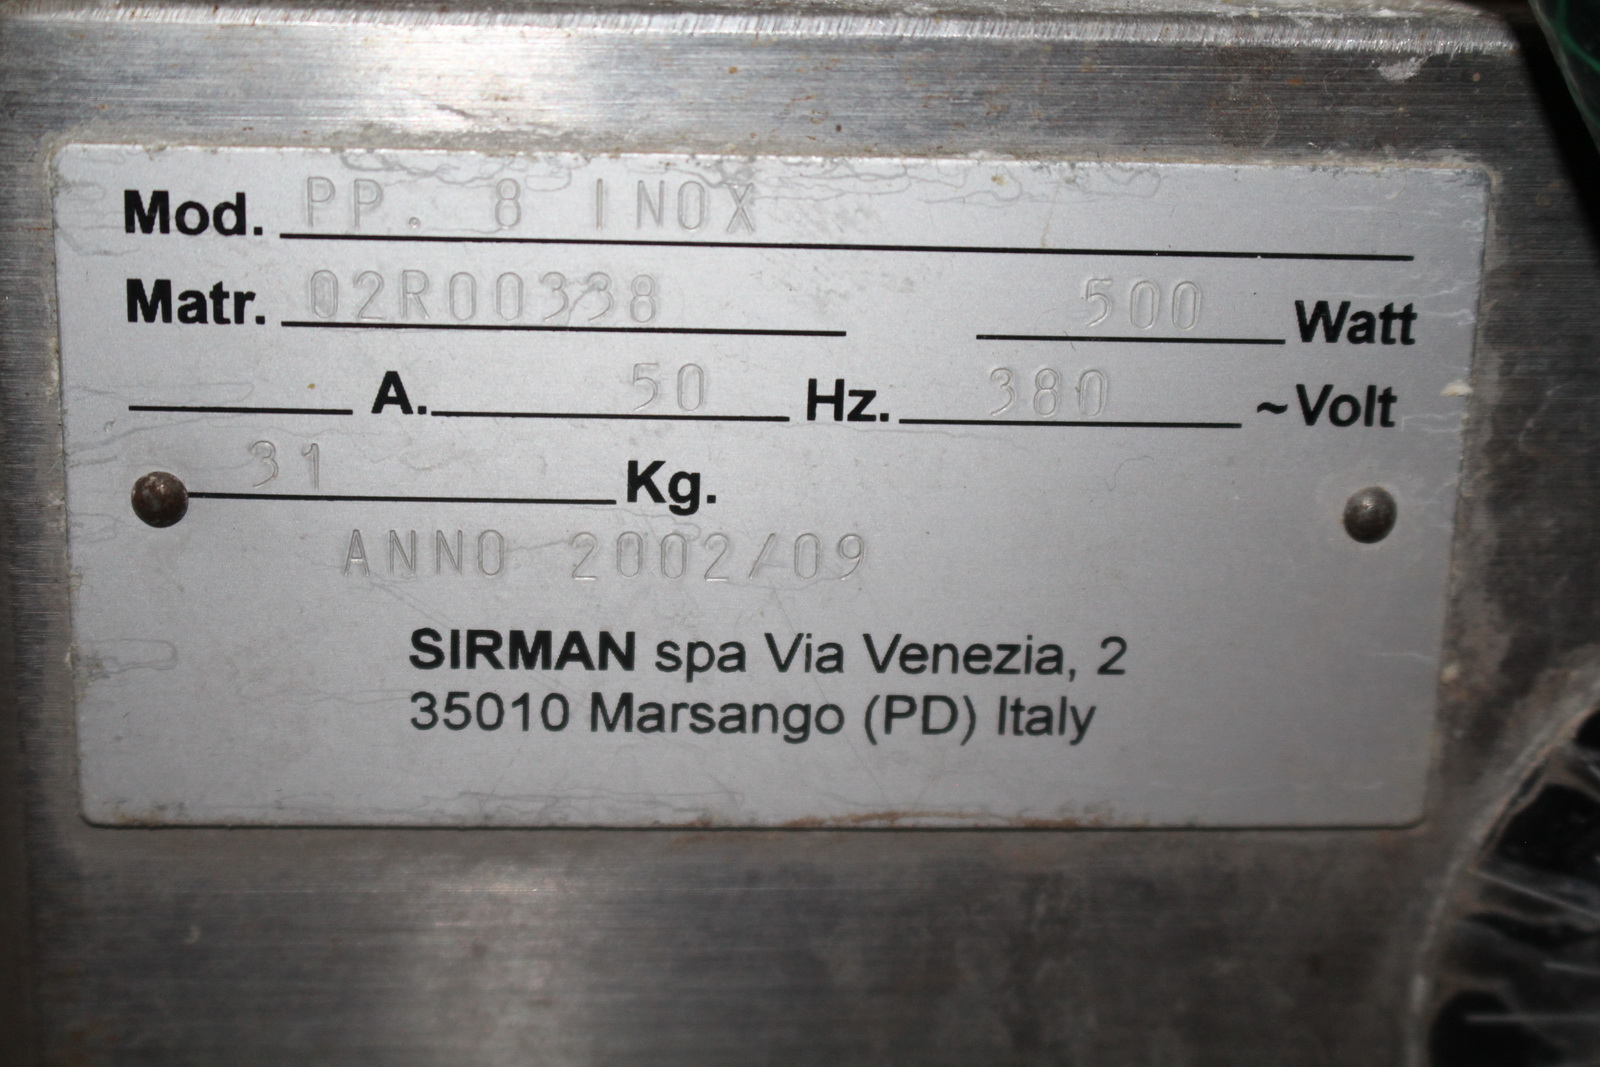 Mod. PP. 8 INOX
Matr. 02R00338 500 Watt
A. 50 Hz. 380 ~Volt
31 Kg.
ANNO 2002/09
SIRMAN spa Via Venezia, 2
35010 Marsango (PD) Italy